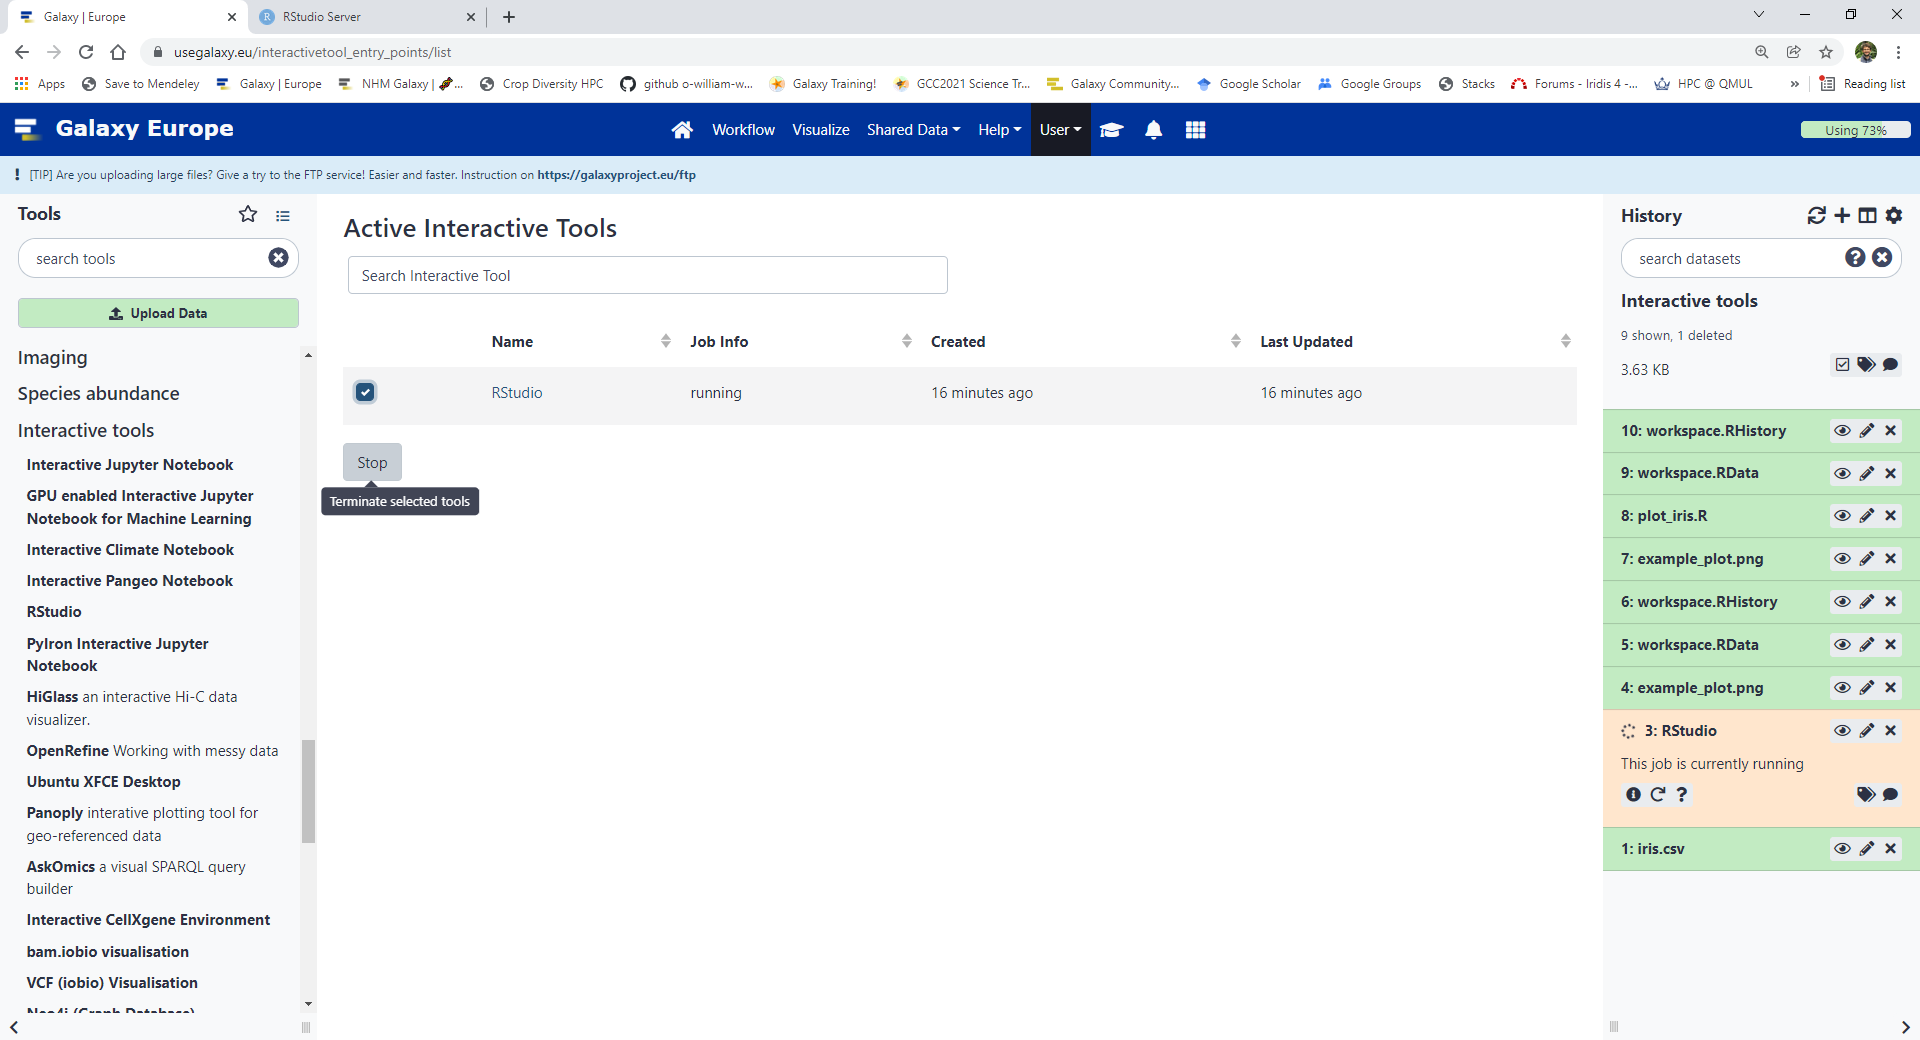 Galaxy | Europe
RStudio Server
usegalaxy.eu/interactivetool_entry_points/list
Apps
Save to Mendeley
Galaxy | Europe
NHM Galaxy | 🌶...
Crop Diversity HPC
github o-william-w...
Galaxy Training!
GCC2021 Science Tr...
Galaxy Community...
Google Scholar
Google Groups
Stacks
Forums - Iridis 4 -...
HPC @ QMUL
»
Reading list
Galaxy Europe
Workflow
Visualize
Shared Data
Help
User
Using 73%
[TIP] Are you uploading large files? Give a try to the FTP service! Easier and faster. Instruction on https://galaxyproject.eu/ftp
Tools
search tools
Upload Data
Imaging
Species abundance
Interactive tools
Interactive Jupyter Notebook
GPU enabled Interactive Jupyter
Notebook for Machine Learning
Interactive Climate Notebook
Interactive Pangeo Notebook
RStudio
PyIron Interactive Jupyter
Notebook
HiGlass an interactive Hi-C data
visualizer.
OpenRefine Working with messy data
Ubuntu XFCE Desktop
Panoply interative plotting tool for
geo-referenced data
AskOmics a visual SPARQL query
builder
Interactive CellXgene Environment
bam.iobio visualisation
VCF (iobio) Visualisation
Neo4j (Graph Database)
Active Interactive Tools
Search Interactive Tool
Name
Job Info
Created
Last Updated
RStudio
running
16 minutes ago
16 minutes ago
Stop
Terminate selected tools
History
search datasets
Interactive tools
9 shown, 1 deleted
3.63 KB
10: workspace.RHistory
9: workspace.RData
8: plot_iris.R
7: example_plot.png
6: workspace.RHistory
5: workspace.RData
4: example_plot.png
3: RStudio
This job is currently running
1: iris.csv